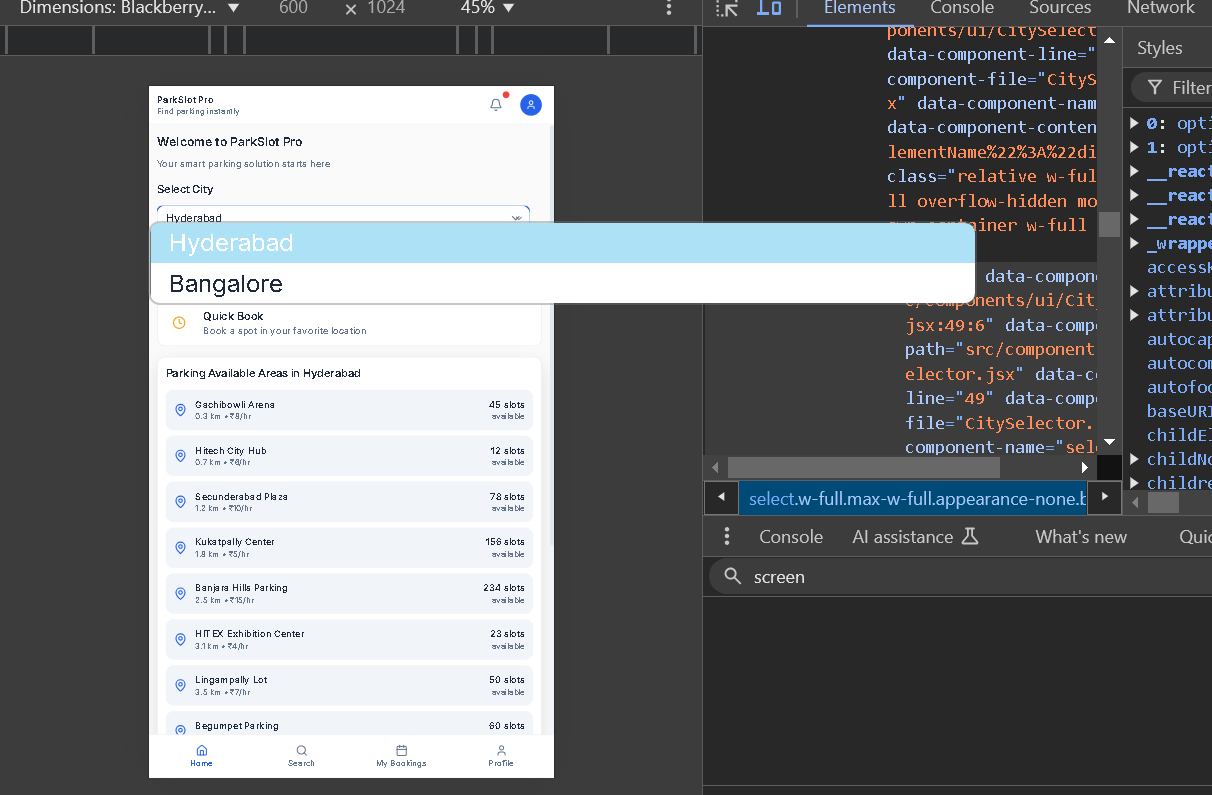 Dimensions: Blackberry... ▼ 600 × 1024 45% ▼
Elements Console Sources Network
ponents/ui/CitySelect
data-component-line="
component-file="CityS
x" data-component-nam
data-component-conten
lementName%22%3A%22di
class="relative w-ful
ll overflow-hidden mo
container w-full
data-compon
c/components/ui/Cit
jsx:49:6" data-comp
path="src/component
elector.jsx" data-c
line="49" data-comp
file="CitySelector.
component-name="sel
select.w-full.max-w-full.appearance-none.b
Styles
Filter
0: opti
1: opti
__react
__react
__react
_wrappe
accessK
attribu
attribu
autocap
autocom
autofoc
baseURI
childEl
childNo
childre
Console AI assistance What's new Quic
screen
ParkSlot Pro
Find parking instantly
Welcome to ParkSlot Pro
Your smart parking solution starts here
Select City
Hyderabad
Hyderabad
Bangalore
Quick Book
Book a spot in your favorite location
Parking Available Areas in Hyderabad
Gachibowli Arena 45 slots
0.3 km • ₹8/hr available
Hitech City Hub 12 slots
0.7 km • ₹6/hr available
Secunderabad Plaza 78 slots
1.2 km • ₹10/hr available
Kukatpally Center 156 slots
1.8 km • ₹5/hr available
Banjara Hills Parking 234 slots
2.5 km • ₹15/hr available
HITEX Exhibition Center 23 slots
3.1 km • ₹4/hr available
Lingampally Lot 50 slots
3.5 km • ₹7/hr available
Begumpet Parking 60 slots
Home Search My Bookings Profile